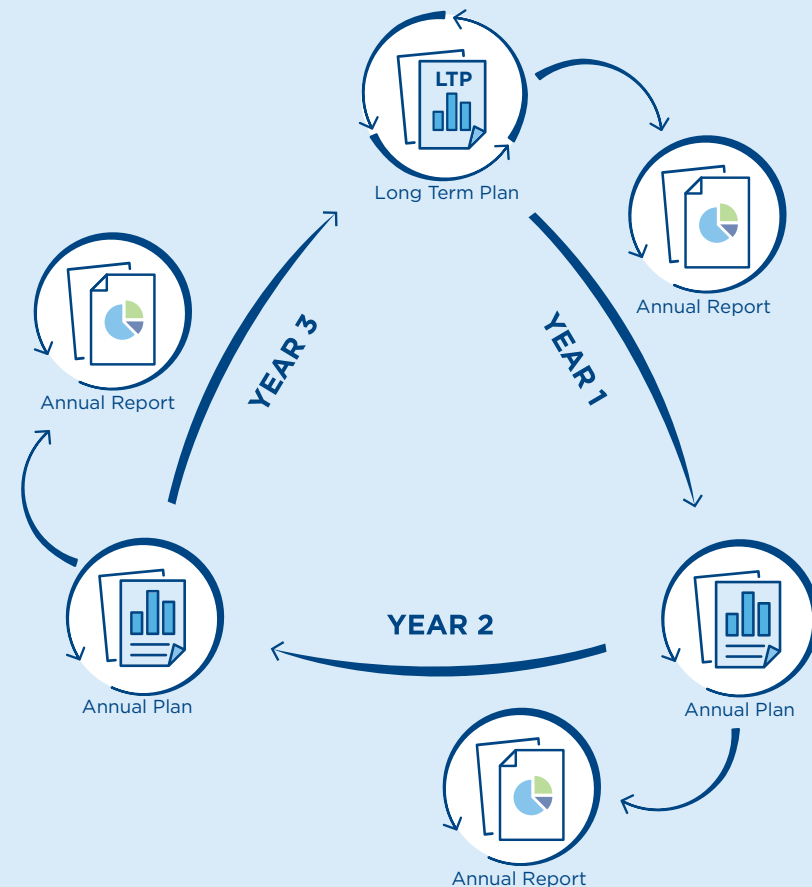 LTP
Long Term Plan
Annual Report
YEAR 1
YEAR 3
Annual Report
YEAR 2
Annual Plan
Annual Plan
Annual Report